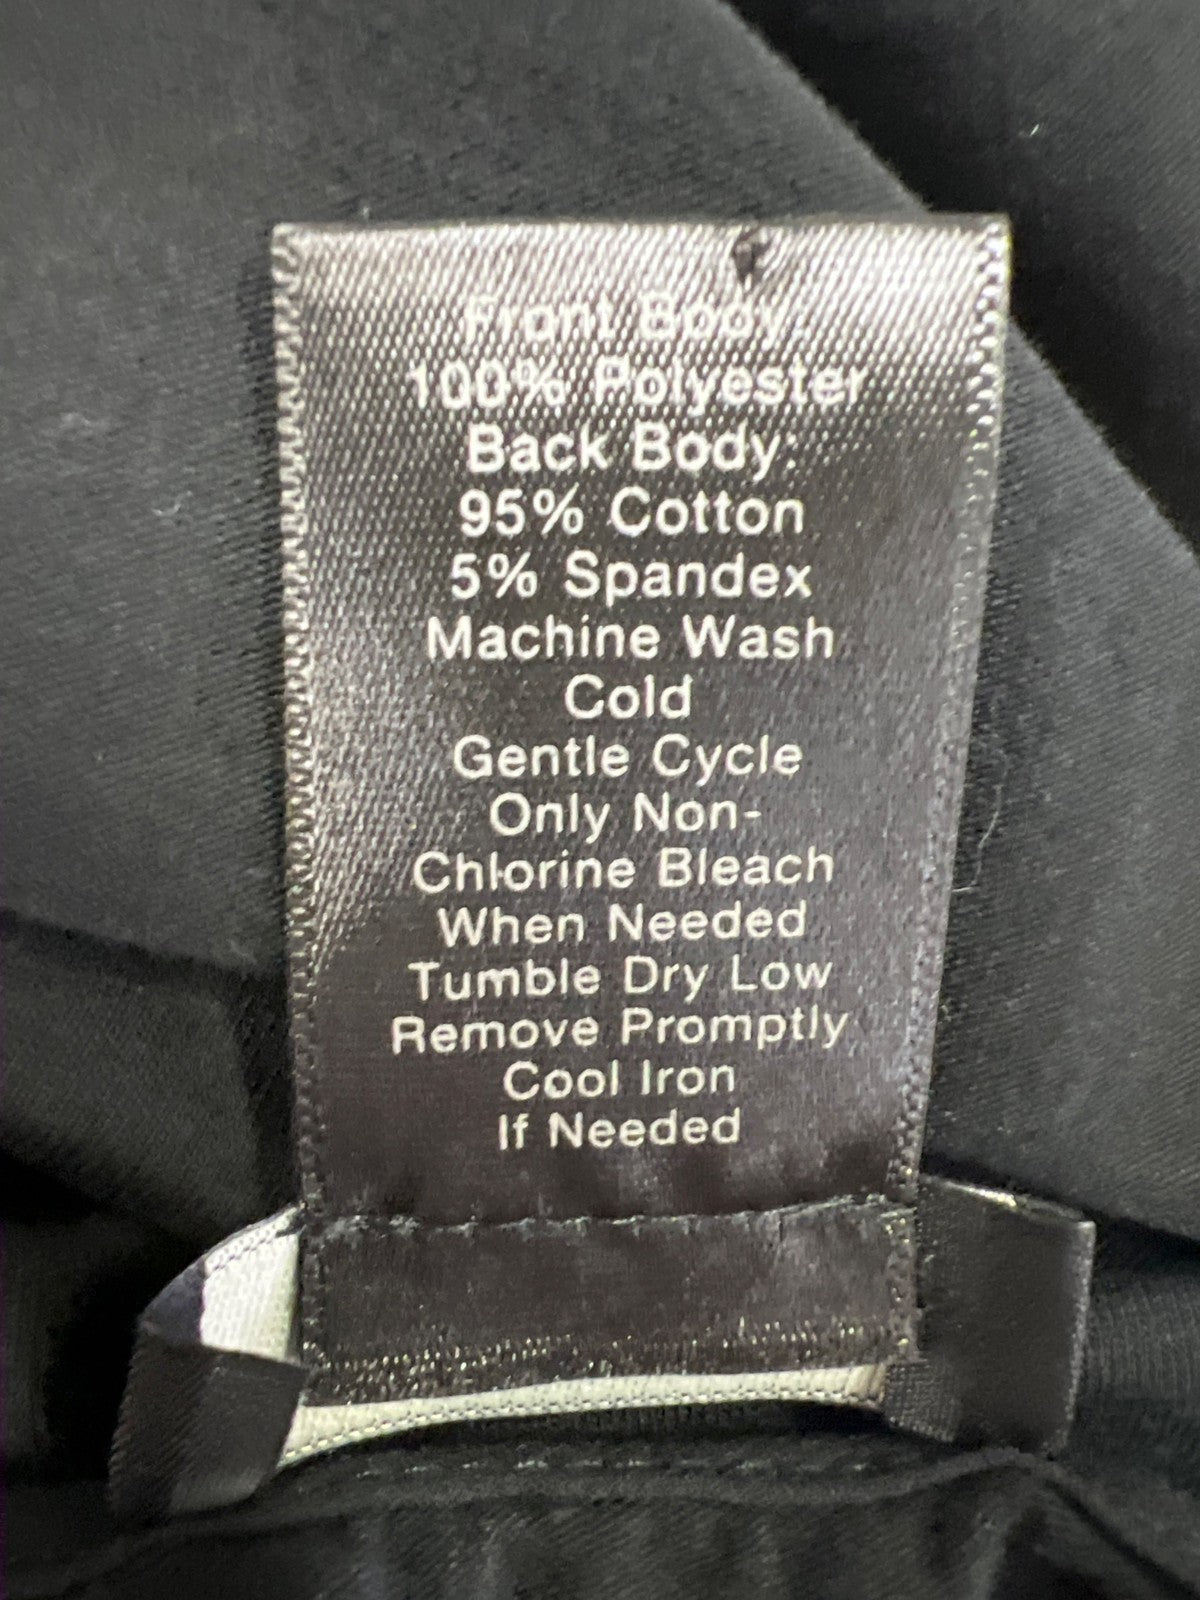 Front Body:
100% Polyester
Back Body:
95% Cotton
5% Spandex
Machine Wash
Cold
Gentle Cycle
Only Non-
Chlorine Bleach
When Needed
Tumble Dry Low
Remove Promptly
Cool Iron
If Needed